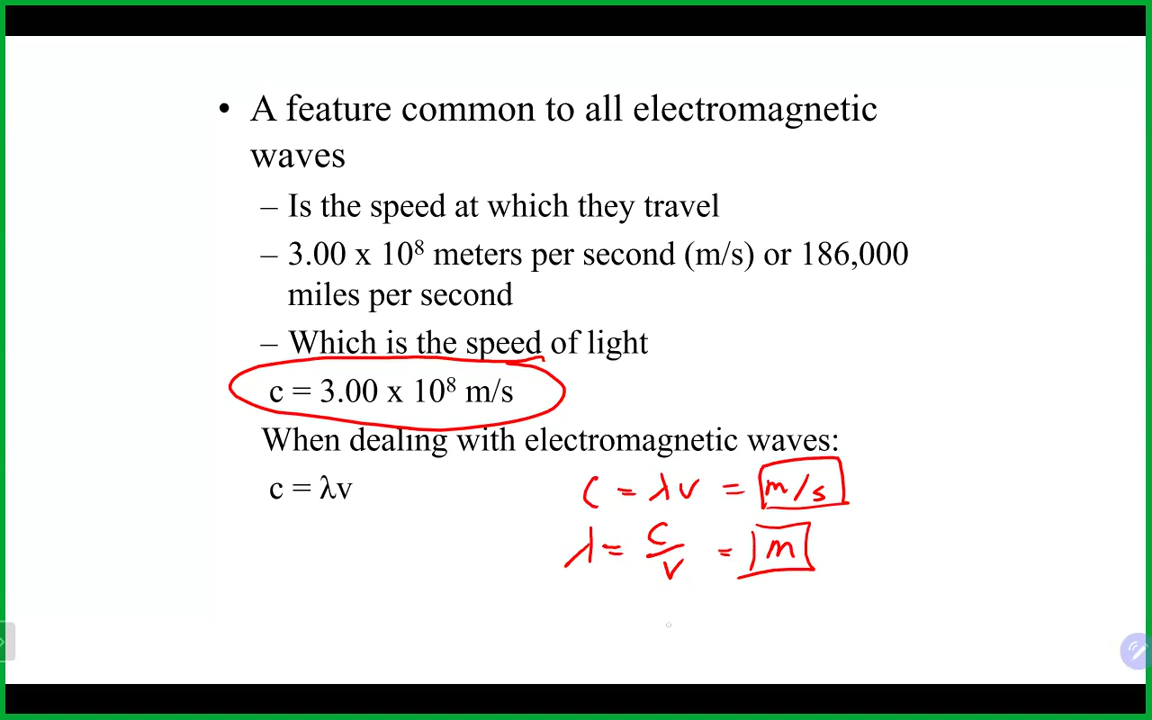 • A feature common to all electromagnetic
waves
– Is the speed at which they travel
– 3.00 x 10⁸ meters per second (m/s) or 186,000
miles per second
– Which is the speed of light
c = 3.00 x 10⁸ m/s
When dealing with electromagnetic waves:
c = λv
c = λv = m/s
λ = c/v = m